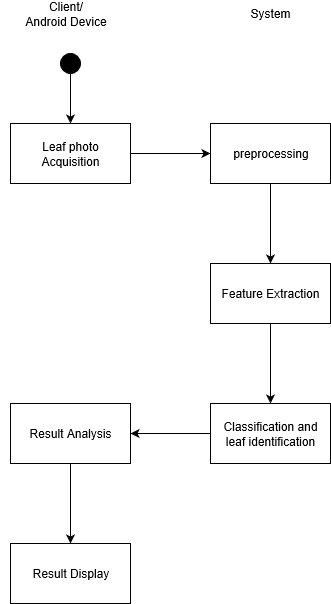 Client/
Android Device
System
Leaf photo
Acquisition
preprocessing
Feature Extraction
Classification and
leaf identification
Result Analysis
Result Display